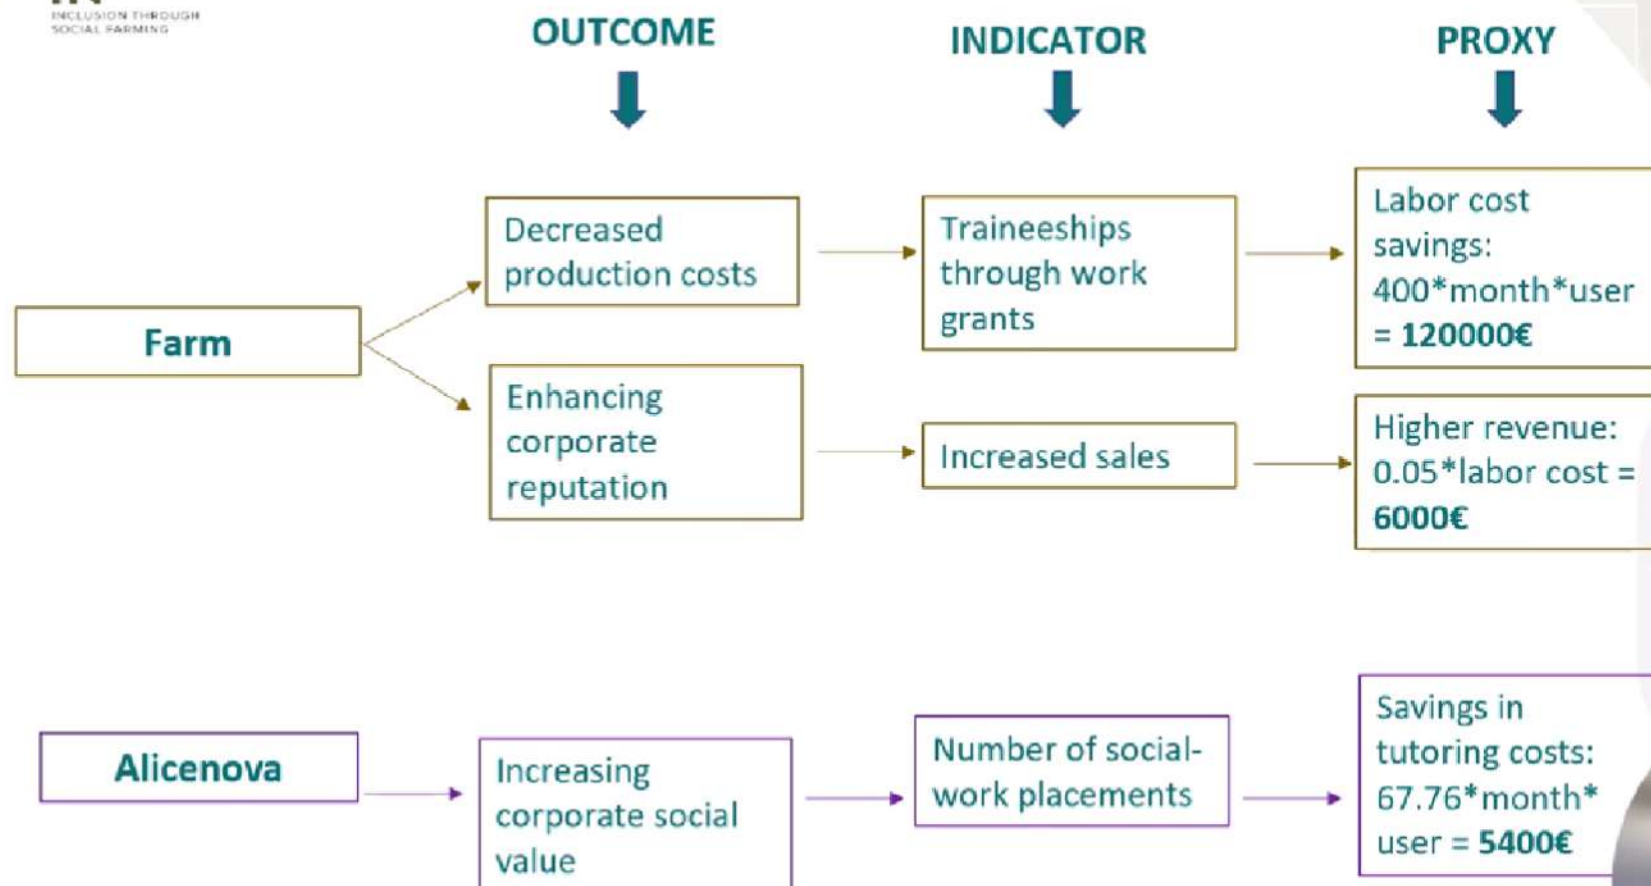 INCLUSION THROUGH
SOCIAL FARMING
OUTCOME
INDICATOR
PROXY
Farm
Decreased
production costs
Traineeships
through work
grants
Labor cost
savings:
400*month*user
= 120000€
Enhancing
corporate
reputation
Increased sales
Higher revenue:
0.05*labor cost =
6000€
Alicenova
Increasing
corporate social
value
Number of social-
work placements
Savings in
tutoring costs:
67.76*month*
user = 5400€